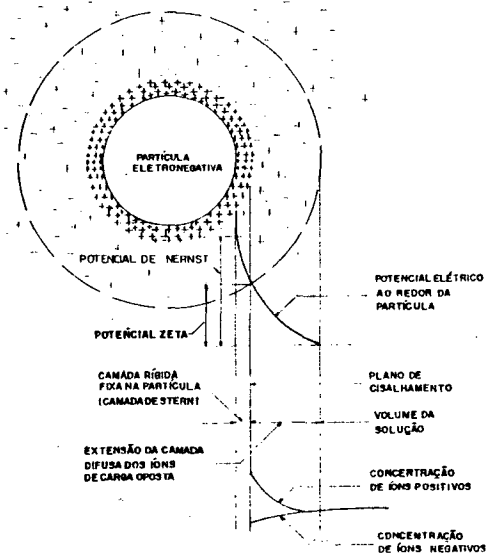 PARTÍCULA
ELETRONEGATIVA
POTENCIAL DE NERNST
POTENCIAL ZETA
POTENCIAL ELÉTRICO
AO REDOR DA
PARTÍCULA
CAMADA RÍBIDA
FIXA NA PARTÍCULA
(CAMADA DE STERN)
PLANO DE
CISALHAMENTO
VOLUME DA
SOLUÇÃO
EXTENSÃO DA CAMADA
DIFUSA DOS ÍONS
DE CARGA OPOSTA
CONCENTRAÇÃO
DE ÍONS POSITIVOS
CONCENTRAÇÃO
DE ÍONS NEGATIVOS